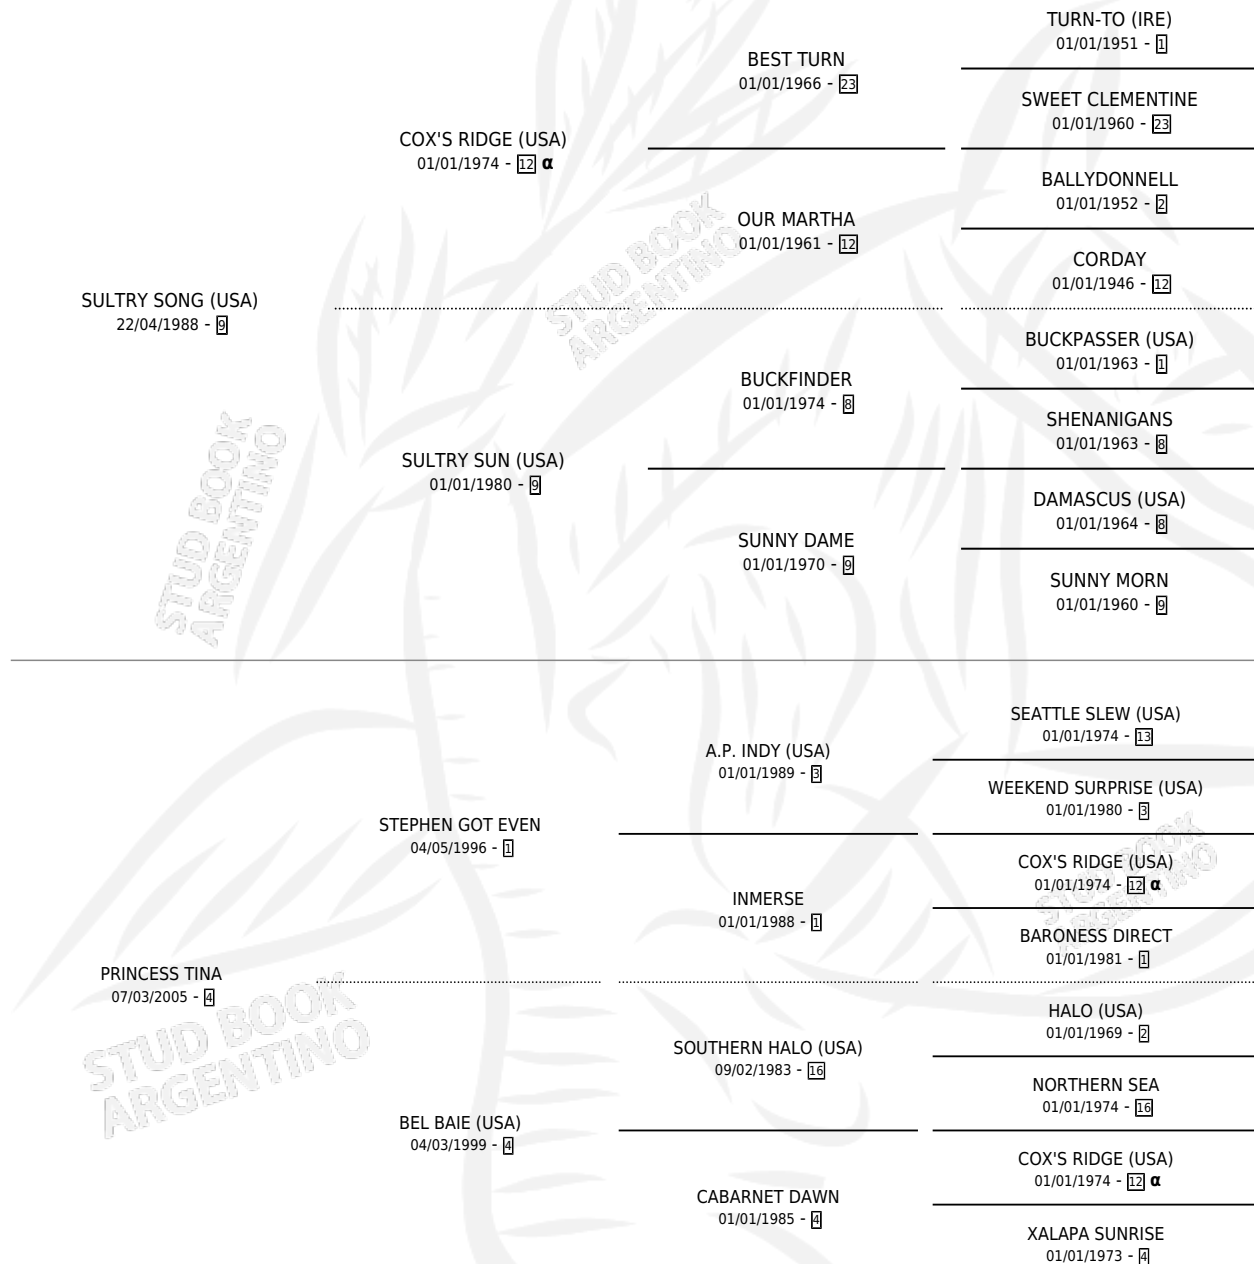 TURN-TO (IRE)
01/01/1951 - 1
BEST TURN
01/01/1966 - 23
SWEET CLEMENTINE
01/01/1960 - 23
COX'S RIDGE (USA)
01/01/1974 - 12 α
BALLYDONNELL
01/01/1952 - 2
OUR MARTHA
01/01/1961 - 12
CORDAY
01/01/1946 - 12
SULTRY SONG (USA)
22/04/1988 - 9
BUCKPASSER (USA)
01/01/1963 - 1
BUCKFINDER
01/01/1974 - 8
SHENANIGANS
01/01/1963 - 8
SULTRY SUN (USA)
01/01/1980 - 9
DAMASCUS (USA)
01/01/1964 - 8
SUNNY DAME
01/01/1970 - 9
SUNNY MORN
01/01/1960 - 9
SEATTLE SLEW (USA)
01/01/1974 - 13
A.P. INDY (USA)
01/01/1989 - 3
WEEKEND SURPRISE (USA)
01/01/1980 - 3
STEPHEN GOT EVEN
04/05/1996 - 1
COX'S RIDGE (USA)
01/01/1974 - 12 α
INMERSE
01/01/1988 - 1
BARONESS DIRECT
01/01/1981 - 1
PRINCESS TINA
07/03/2005 - 4
HALO (USA)
01/01/1969 - 2
SOUTHERN HALO (USA)
09/02/1983 - 16
NORTHERN SEA
01/01/1974 - 16
BEL BAIE (USA)
04/03/1999 - 4
COX'S RIDGE (USA)
01/01/1974 - 12 α
CABARNET DAWN
01/01/1985 - 4
XALAPA SUNRISE
01/01/1973 - 4
STUD BOOK
ARGENTINO
STUD BOOK
ARGENTINO
STUD BOOK
ARGENTINO
STUD BOOK
ARGENTINO